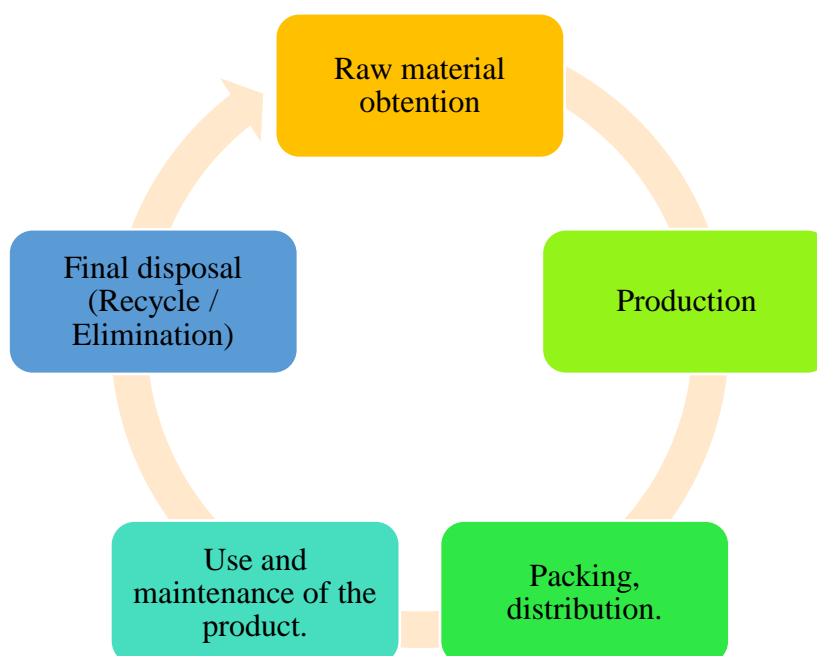 Raw material
obtention
Production
Packing,
distribution.
Use and
maintenance of the
product.
Final disposal
(Recycle /
Elimination)